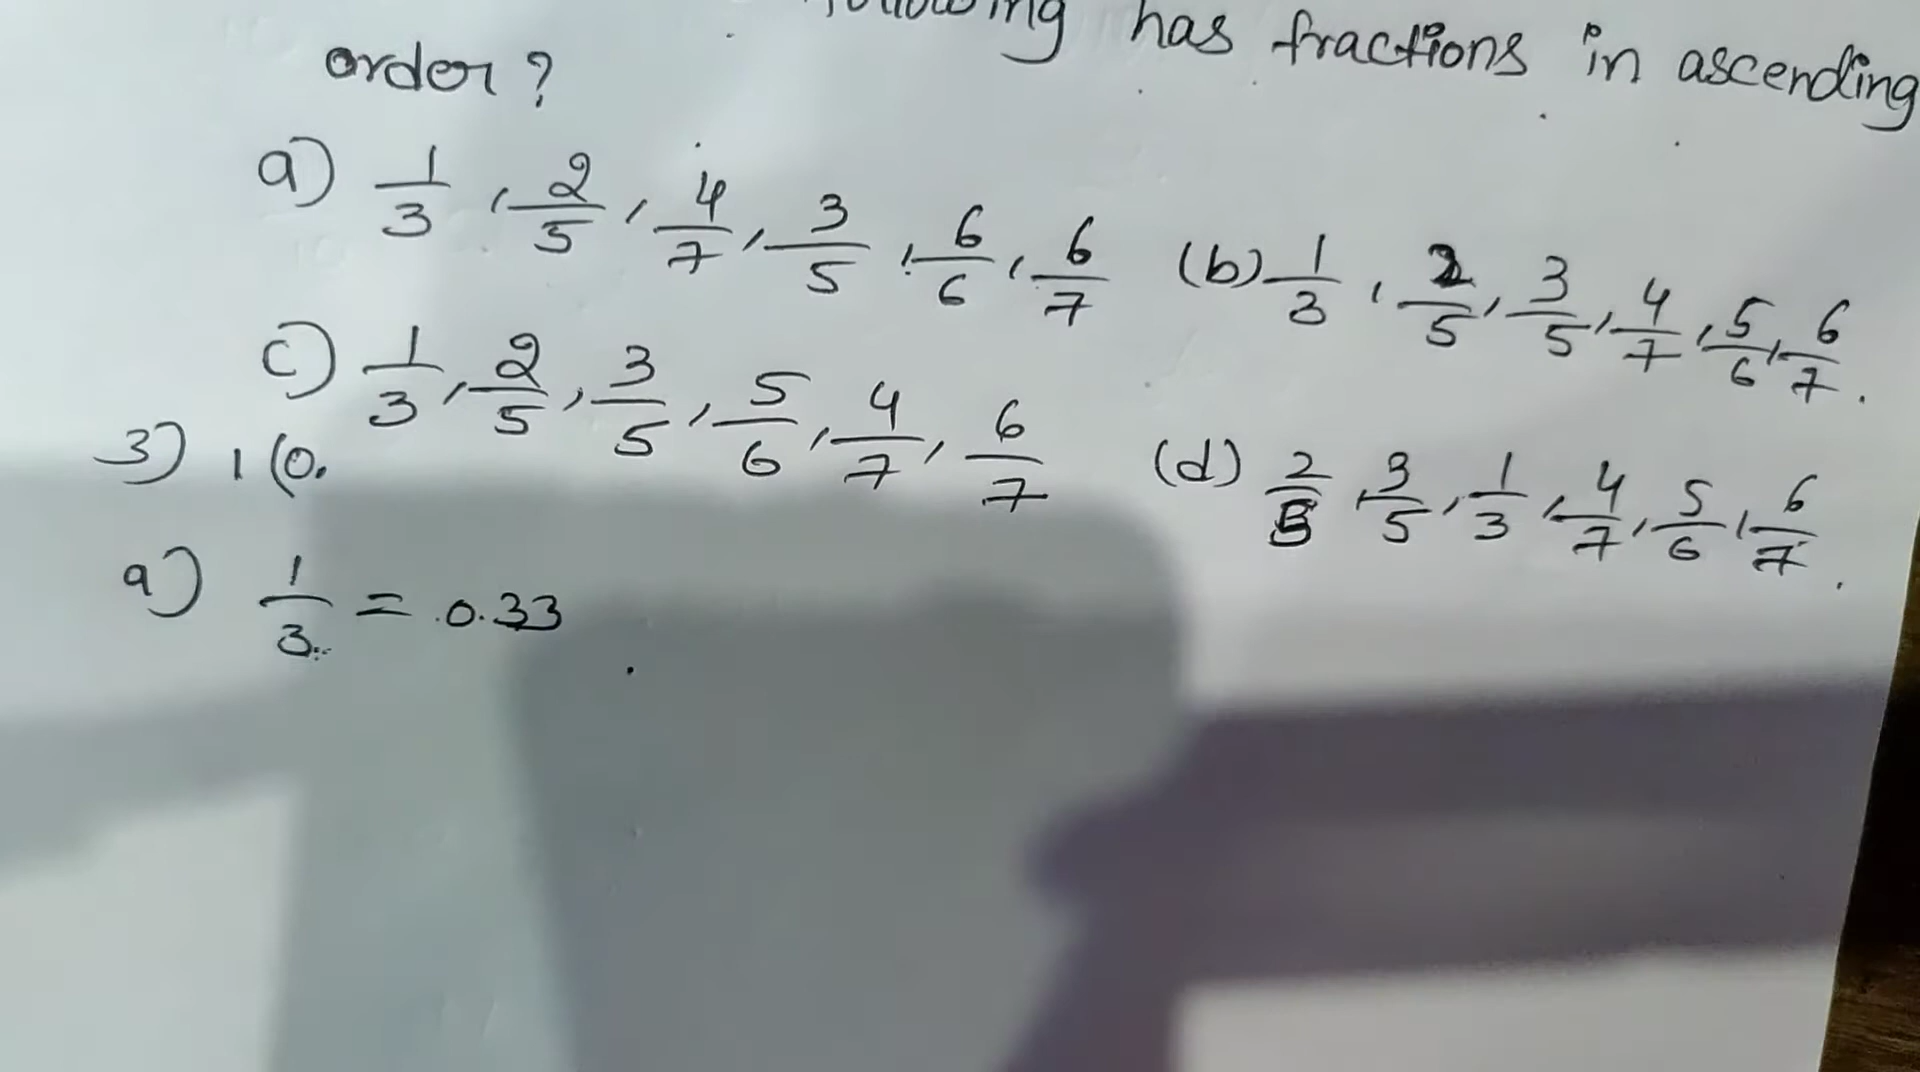 following has fractions in ascending
order?
a) 1/3, 2/5, 4/7, 3/5, 6/6, 6/7 (b) 1/3, 2/5, 3/5, 4/7, 5/6, 6/7.
c) 1/3, 2/5, 3/5, 5/6, 4/7, 6/7 (d) 2/5, 3/5, 1/3, 4/7, 5/6, 6/7.
3) 1 (0.
a) 1/3 = 0.33